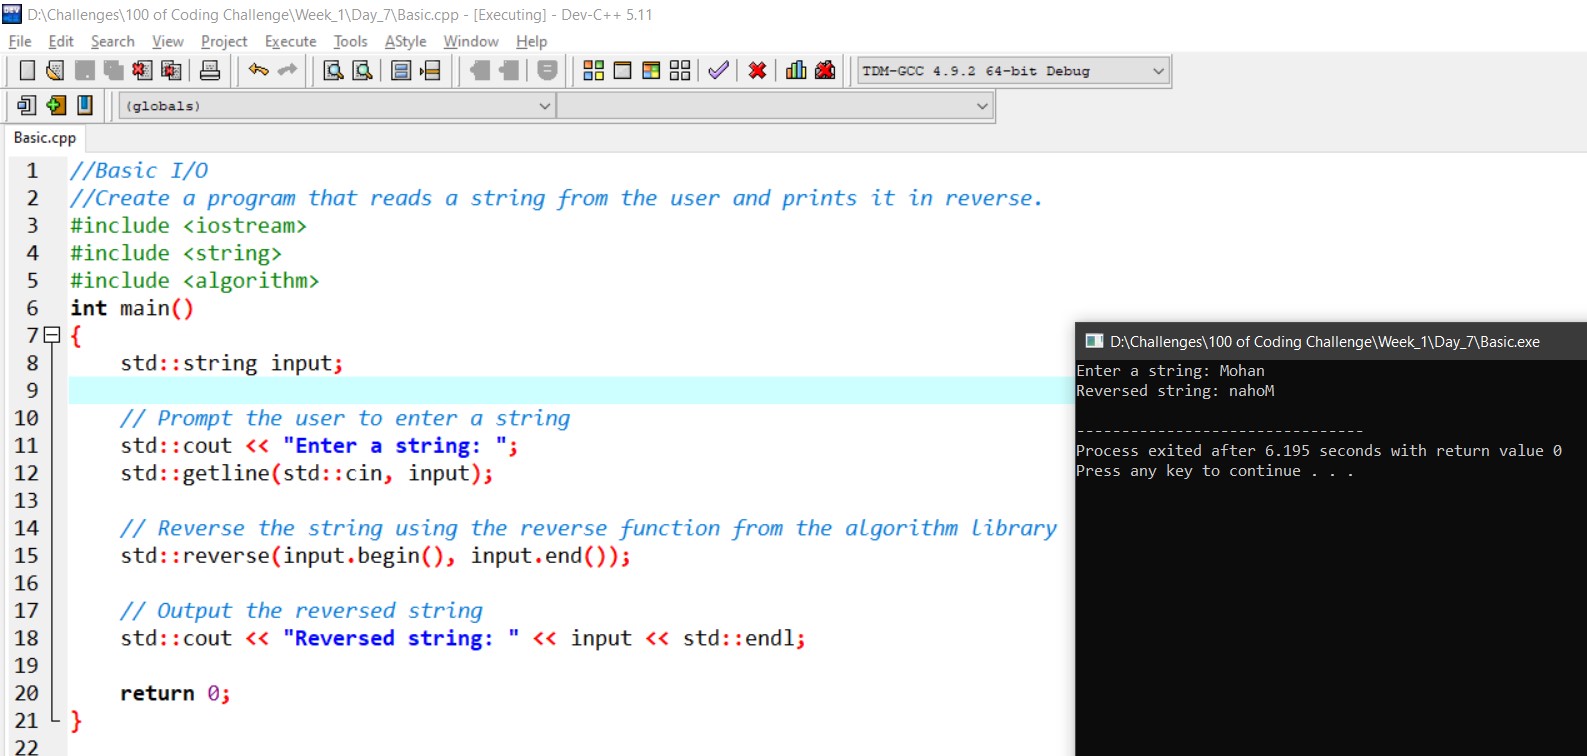 D:\Challenges\100 of Coding Challenge\Week_1\Day_7\Basic.cpp - [Executing] - Dev-C++ 5.11
File Edit Search View Project Execute Tools AStyle Window Help
TDM-GCC 4.9.2 64-bit Debug
(globals)
Basic.cpp
1 //Basic I/O
2 //Create a program that reads a string from the user and prints it in reverse.
3 #include <iostream>
4 #include <string>
5 #include <algorithm>
6 int main()
7 {
8     std::string input;
9
10     // Prompt the user to enter a string
11     std::cout << "Enter a string: ";
12     std::getline(std::cin, input);
13
14     // Reverse the string using the reverse function from the algorithm library
15     std::reverse(input.begin(), input.end());
16
17     // Output the reversed string
18     std::cout << "Reversed string: " << input << std::endl;
19
20     return 0;
21 }
22
D:\Challenges\100 of Coding Challenge\Week_1\Day_7\Basic.exe
Enter a string: Mohan
Reversed string: nahoM
--------------------------------
Process exited after 6.195 seconds with return value 0
Press any key to continue . . .